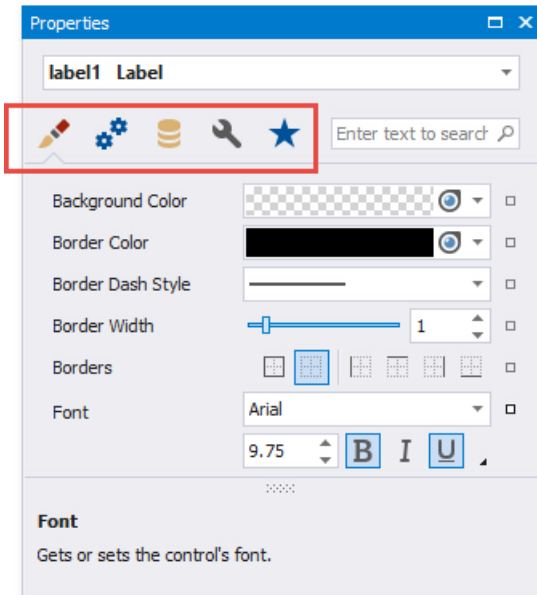 Properties
label1 Label
Enter text to search
Background Color
Border Color
Border Dash Style
Border Width 1
Borders
Font Arial
9.75 B I U
Font
Gets or sets the control's font.